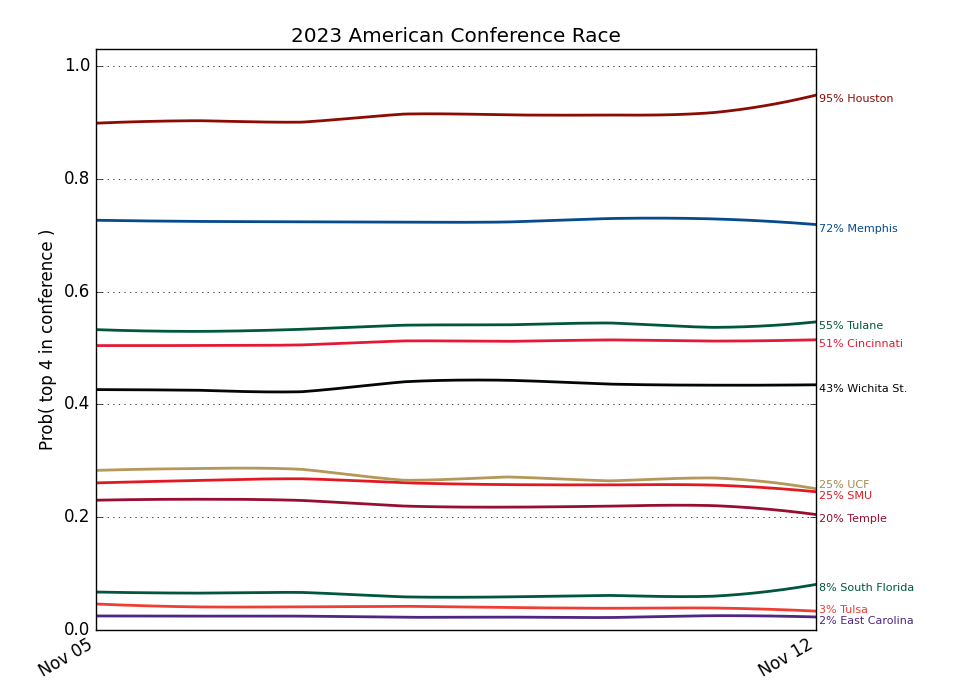 2023 American Conference Race
Prob( top 4 in conference )
1.0
0.8
0.6
0.4
0.2
0.0
95% Houston
72% Memphis
55% Tulane
51% Cincinnati
43% Wichita St.
25% UCF
25% SMU
20% Temple
8% South Florida
3% Tulsa
2% East Carolina
Nov 05
Nov 12